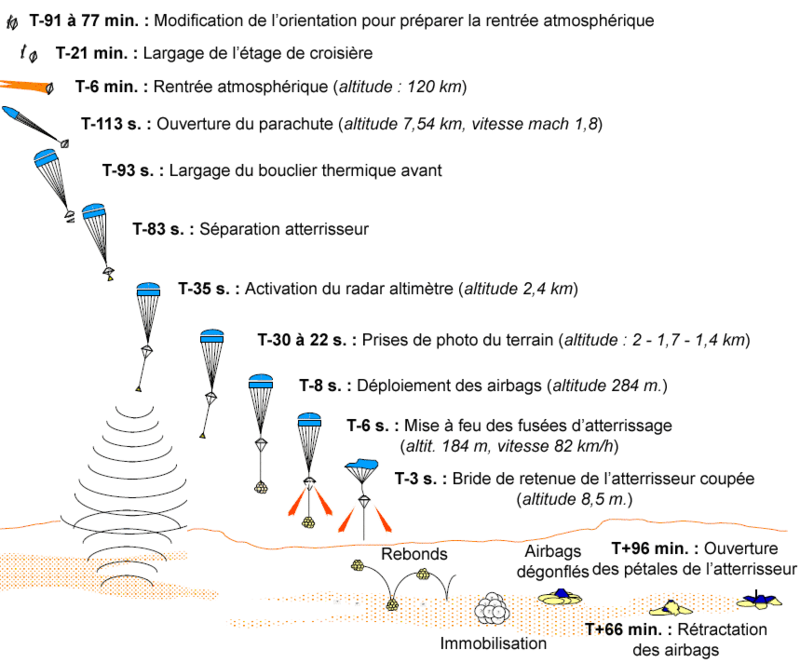 T-91 à 77 min. : Modification de l'orientation pour préparer la rentrée atmosphérique
T-21 min. : Largage de l'étage de croisière
T-6 min. : Rentrée atmosphérique (altitude : 120 km)
T-113 s. : Ouverture du parachute (altitude 7,54 km, vitesse mach 1,8)
T-93 s. : Largage du bouclier thermique avant
T-83 s. : Séparation atterrisseur
T-35 s. : Activation du radar altimètre (altitude 2,4 km)
T-30 à 22 s. : Prises de photo du terrain (altitude : 2 - 1,7 - 1,4 km)
T-8 s. : Déploiement des airbags (altitude 284 m.)
T-6 s. : Mise à feu des fusées d'atterrissage
(altit. 184 m, vitesse 82 km/h)
T-3 s. : Bride de retenue de l'atterrisseur coupée
(altitude 8,5 m.)
Rebonds
Immobilisation
Airbags
dégonflés
T+96 min. : Ouverture
des pétales de l'atterrisseur
T+66 min. : Rétractation
des airbags